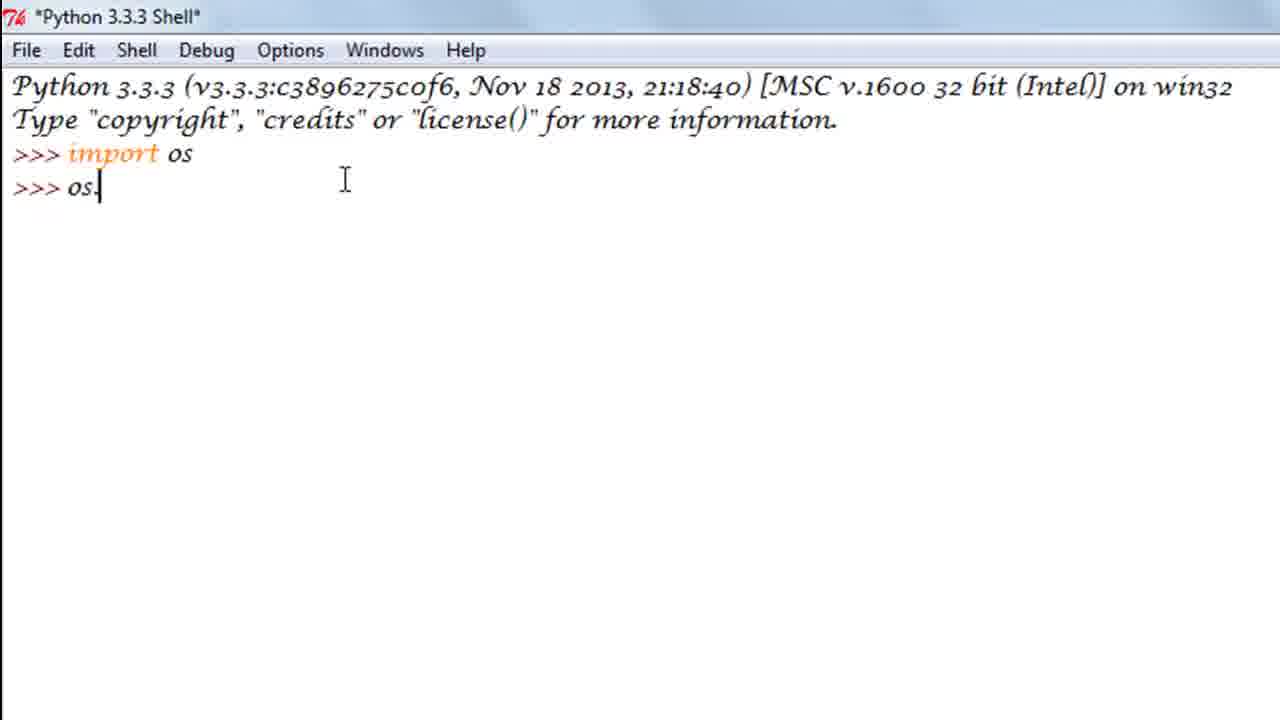 *Python 3.3.3 Shell*
File Edit Shell Debug Options Windows Help
Python 3.3.3 (v3.3.3:c3896275c0f6, Nov 18 2013, 21:18:40) [MSC v.1600 32 bit (Intel)] on win32
Type "copyright", "credits" or "license()" for more information.
>>> import os
>>> os.